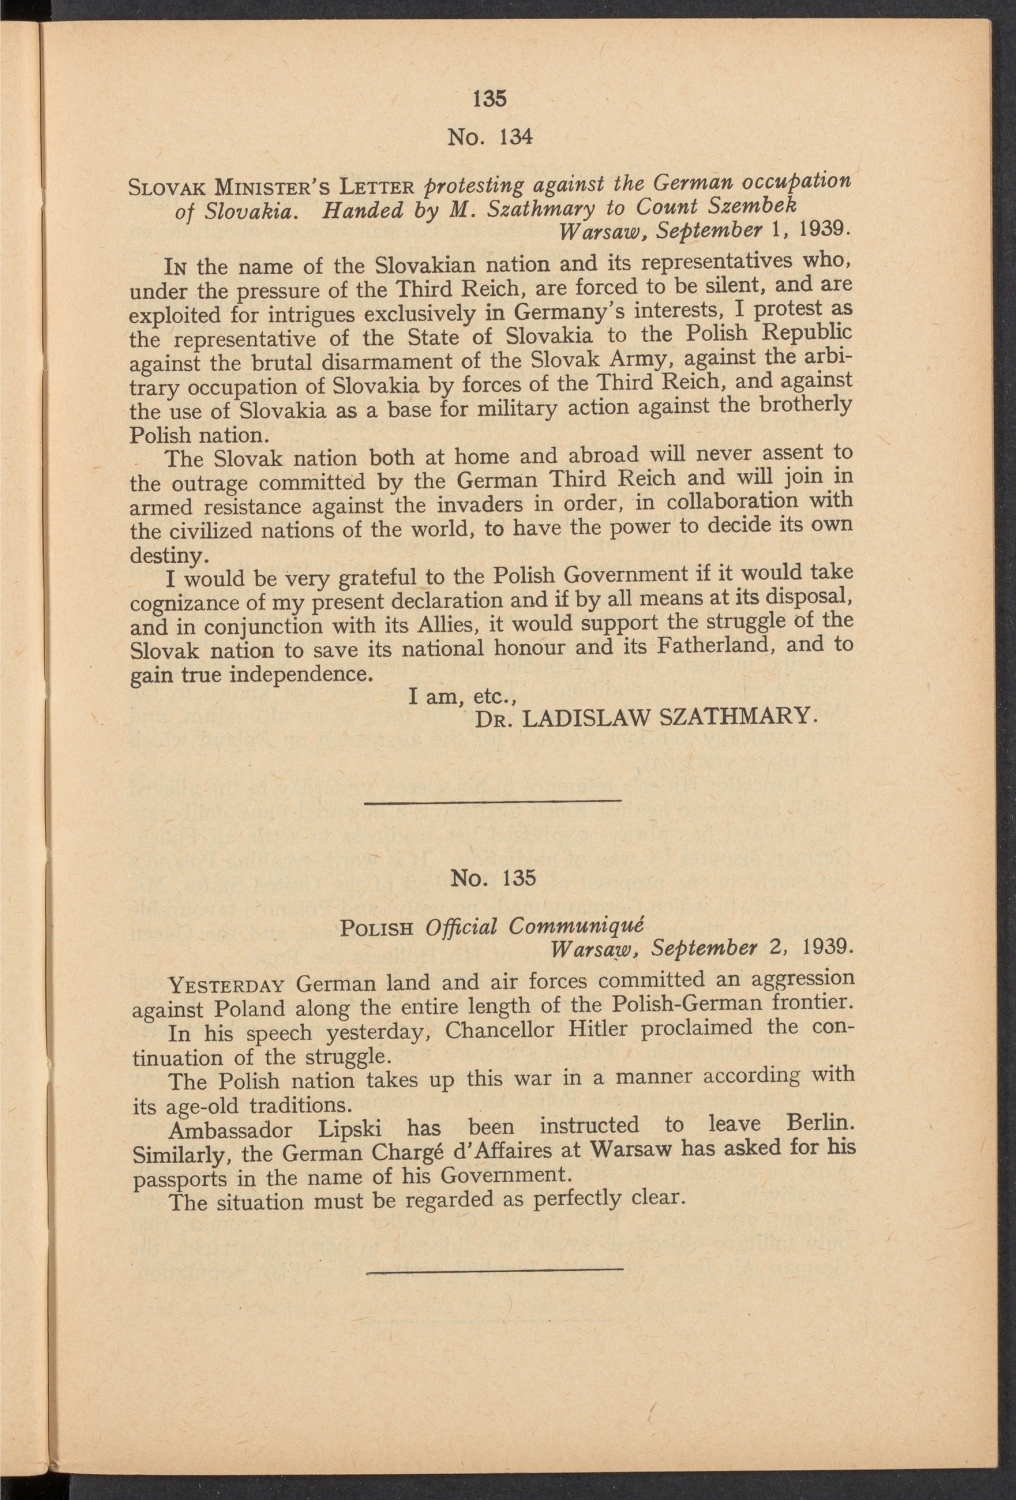 135
No. 134
SLOVAK MINISTER'S LETTER protesting against the German occupation
of Slovakia. Handed by M. Szathmary to Count Szembek
Warsaw, September 1, 1939.
IN the name of the Slovakian nation and its representatives who,
under the pressure of the Third Reich, are forced to be silent, and are
exploited for intrigues exclusively in Germany's interests, I protest as
the representative of the State of Slovakia to the Polish Republic
against the brutal disarmament of the Slovak Army, against the arbi-
trary occupation of Slovakia by forces of the Third Reich, and against
the use of Slovakia as a base for military action against the brotherly
Polish nation.
The Slovak nation both at home and abroad will never assent to
the outrage committed by the German Third Reich and will join in
armed resistance against the invaders in order, in collaboration with
the civilized nations of the world, to have the power to decide its own
destiny.
I would be very grateful to the Polish Government if it would take
cognizance of my present declaration and if by all means at its disposal,
and in conjunction with its Allies, it would support the struggle of the
Slovak nation to save its national honour and its Fatherland, and to
gain true independence.
I am, etc.,
DR. LADISLAW SZATHMARY.
No. 135
POLISH Official Communiqué
Warsaw, September 2, 1939.
YESTERDAY German land and air forces committed an aggression
against Poland along the entire length of the Polish-German frontier.
In his speech yesterday, Chancellor Hitler proclaimed the con-
tinuation of the struggle.
The Polish nation takes up this war in a manner according with
its age-old traditions.
Ambassador Lipski has been instructed to leave Berlin.
Similarly, the German Chargé d'Affaires at Warsaw has asked for his
passports in the name of his Government.
The situation must be regarded as perfectly clear.